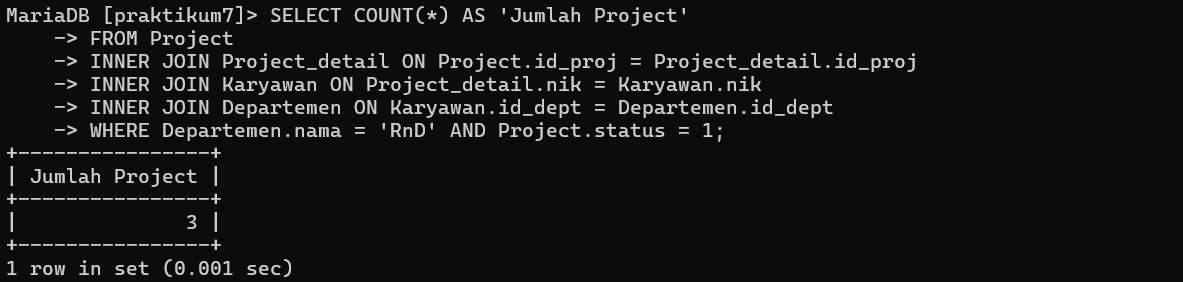 MariaDB [praktikum7]> SELECT COUNT(*) AS 'Jumlah Project'
    -> FROM Project
    -> INNER JOIN Project_detail ON Project.id_proj = Project_detail.id_proj
    -> INNER JOIN Karyawan ON Project_detail.nik = Karyawan.nik
    -> INNER JOIN Departemen ON Karyawan.id_dept = Departemen.id_dept
    -> WHERE Departemen.nama = 'RnD' AND Project.status = 1;
+----------------+
| Jumlah Project |
+----------------+
|              3 |
+----------------+
1 row in set (0.001 sec)